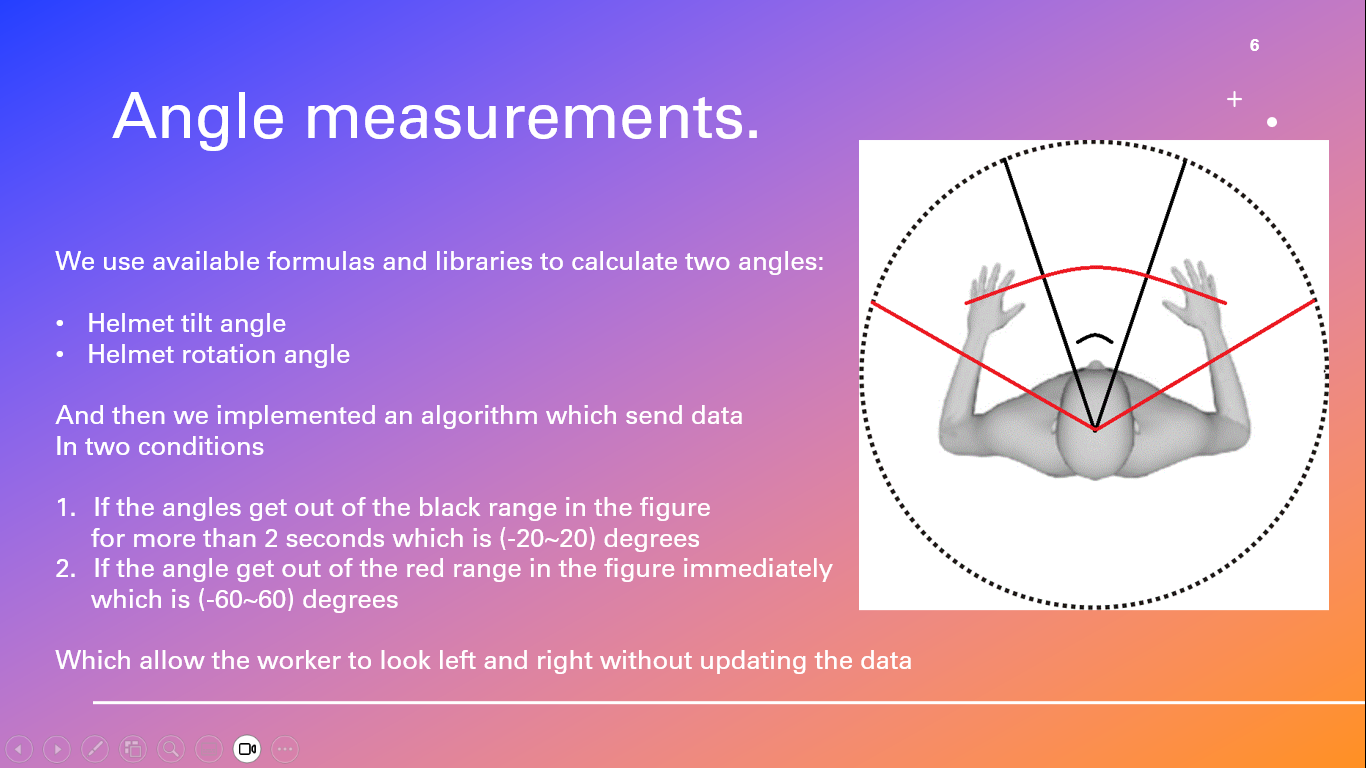 6
Angle measurements.
We use available formulas and libraries to calculate two angles:
• Helmet tilt angle
• Helmet rotation angle
And then we implemented an algorithm which send data
In two conditions
1. If the angles get out of the black range in the figure
for more than 2 seconds which is (-20~20) degrees
2. If the angle get out of the red range in the figure immediately
which is (-60~60) degrees
Which allow the worker to look left and right without updating the data